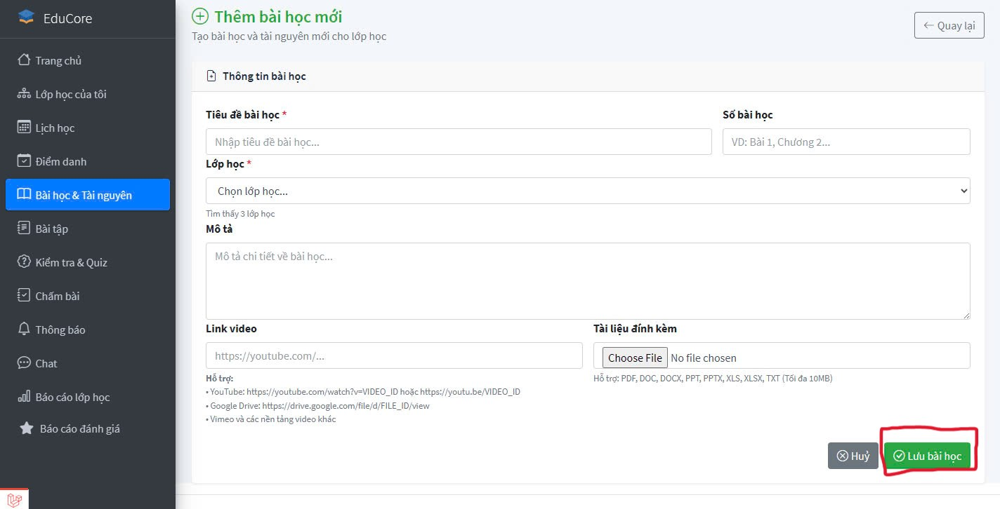 EduCore
Trang chủ
Lớp học của tôi
Lịch học
Điểm danh
Bài học & Tài nguyên
Bài tập
Kiểm tra & Quiz
Chấm bài
Thông báo
Chat
Báo cáo lớp học
Báo cáo đánh giá
Thêm bài học mới
Tạo bài học và tài nguyên mới cho lớp học
← Quay lại
Thông tin bài học
Tiêu đề bài học *
Nhập tiêu đề bài học...
Số bài học
VD: Bài 1, Chương 2...
Lớp học *
Chọn lớp học...
Tìm thấy 3 lớp học
Mô tả
Mô tả chi tiết về bài học...
Link video
https://youtube.com/...
Hỗ trợ:
• YouTube: https://youtube.com/watch?v=VIDEO_ID hoặc https://youtu.be/VIDEO_ID
• Google Drive: https://drive.google.com/file/d/FILE_ID/view
• Vimeo và các nền tảng video khác
Tài liệu đính kèm
Choose File No file chosen
Hỗ trợ: PDF, DOC, DOCX, PPT, PPTX, XLS, XLSX, TXT (Tối đa 10MB)
Huỷ
Lưu bài học